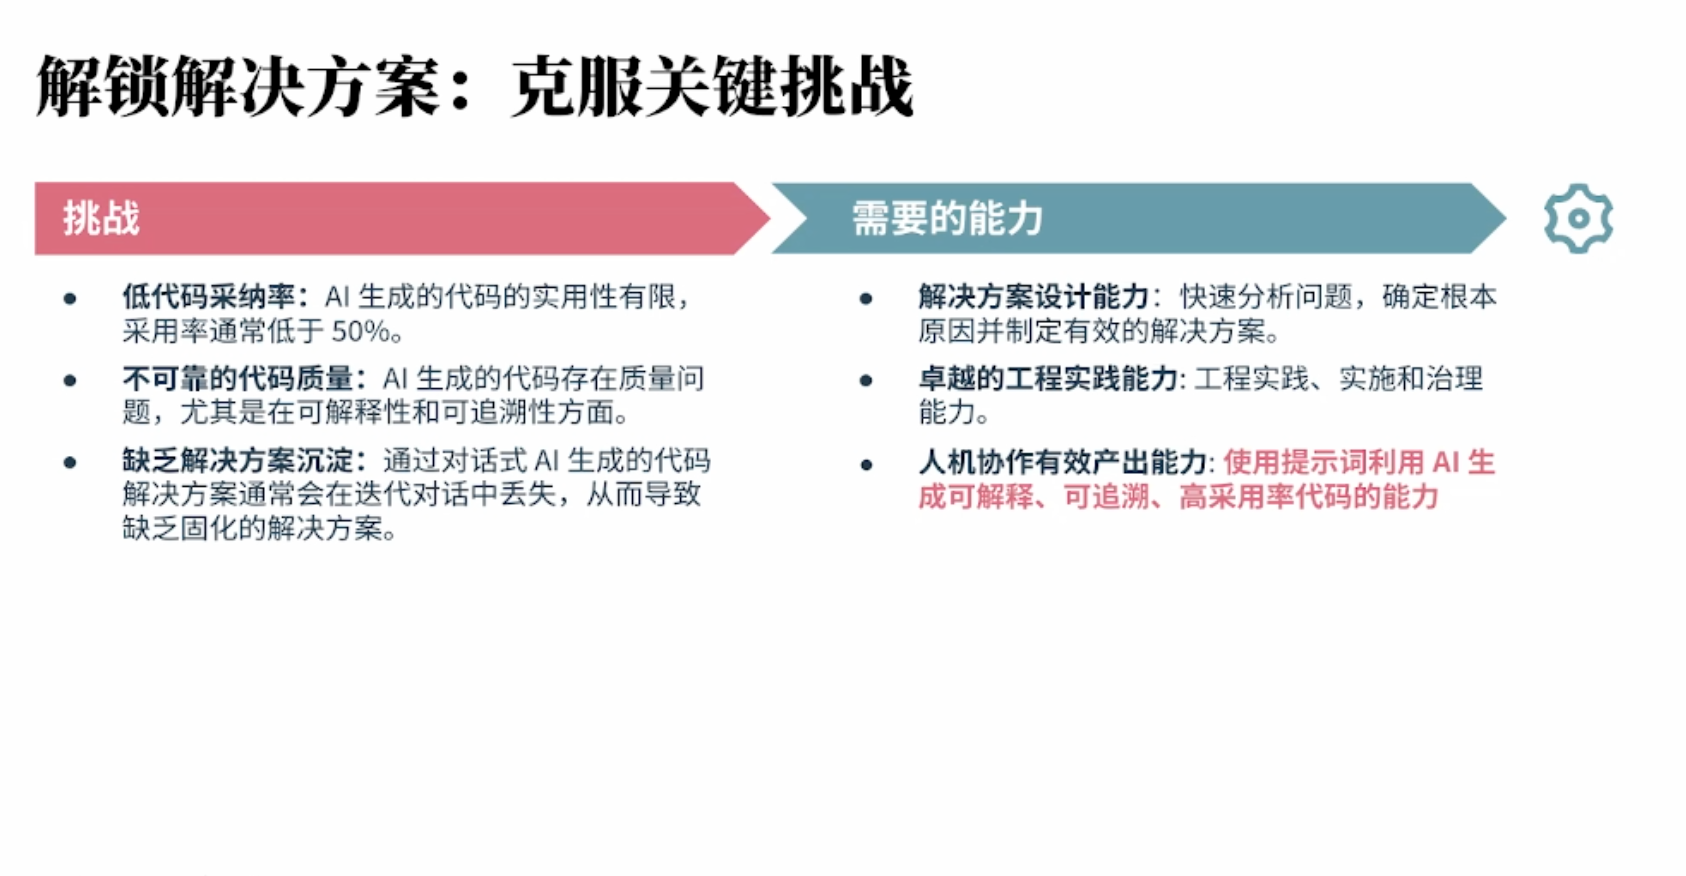 解锁解决方案：克服关键挑战
挑战
低代码采纳率：AI 生成的代码的实用性有限，
采用率通常低于 50%。
不可靠的代码质量：AI 生成的代码存在质量问
题，尤其是在可解释性和可追溯性方面。
缺乏解决方案沉淀：通过对话式 AI 生成的代码
解决方案通常会在迭代对话中丢失，从而导致
缺乏固化的解决方案。
需要的能力
解决方案设计能力：快速分析问题，确定根本
原因并制定有效的解决方案。
卓越的工程实践能力: 工程实践、实施和治理
能力。
人机协作有效产出能力: 使用提示词利用 AI 生
成可解释、可追溯、高采用率代码的能力